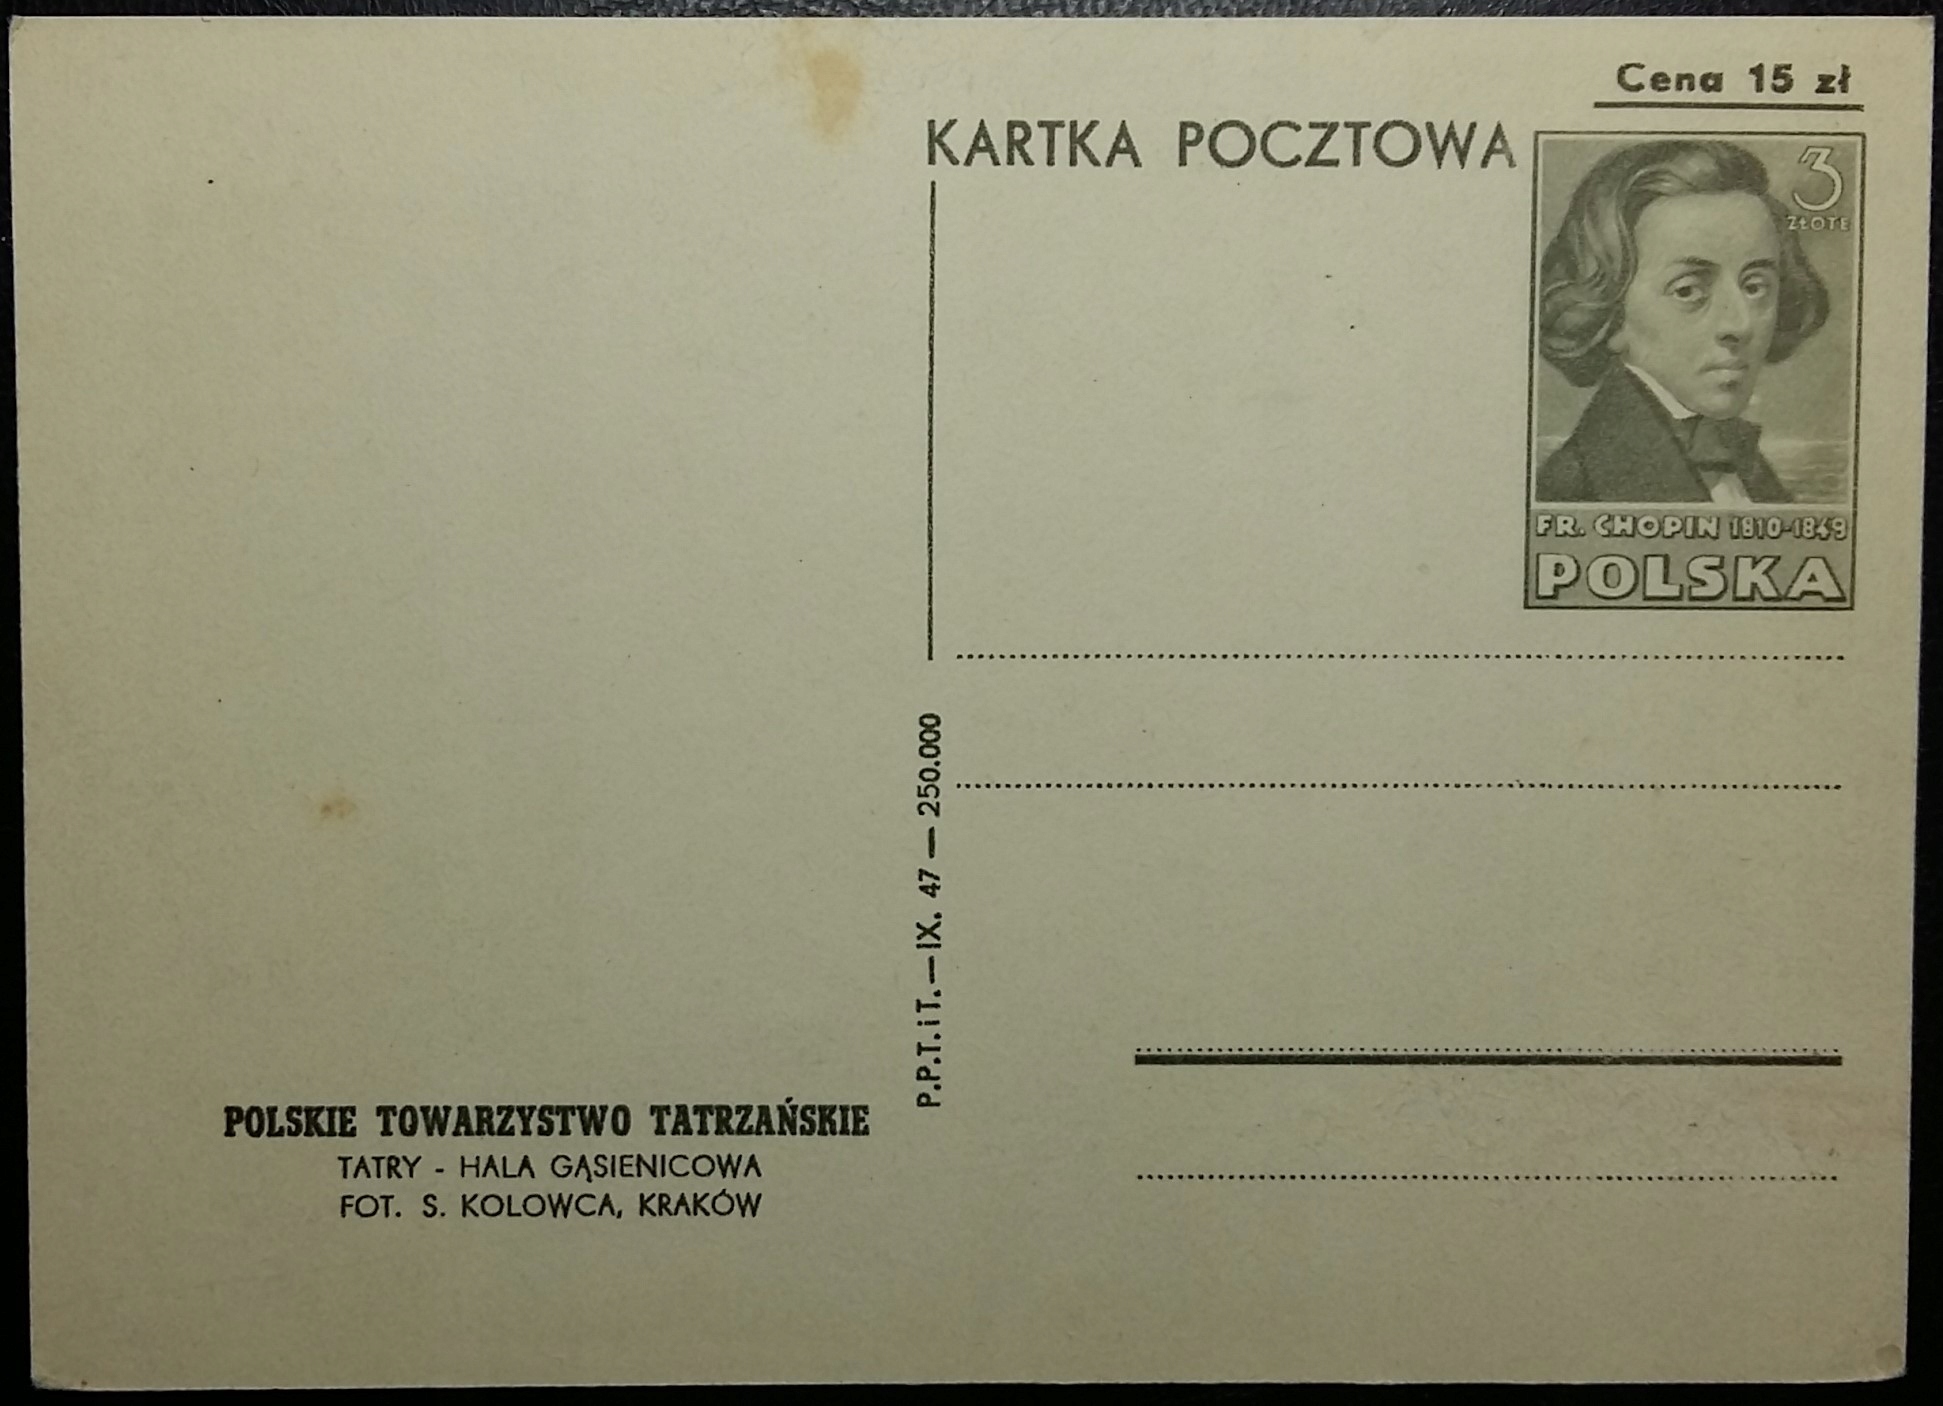 Cena 15 zł
KARTKA POCZTOWA
3
ZŁOTE
FR. CHOPIN 1810-1849
POLSKA
P.P.T.iT.—IX. 47 — 250.000
POLSKIE TOWARZYSTWO TATRZAŃSKIE
TATRY - HALA GĄSIENICOWA
FOT. S. KOLOWCA, KRAKÓW